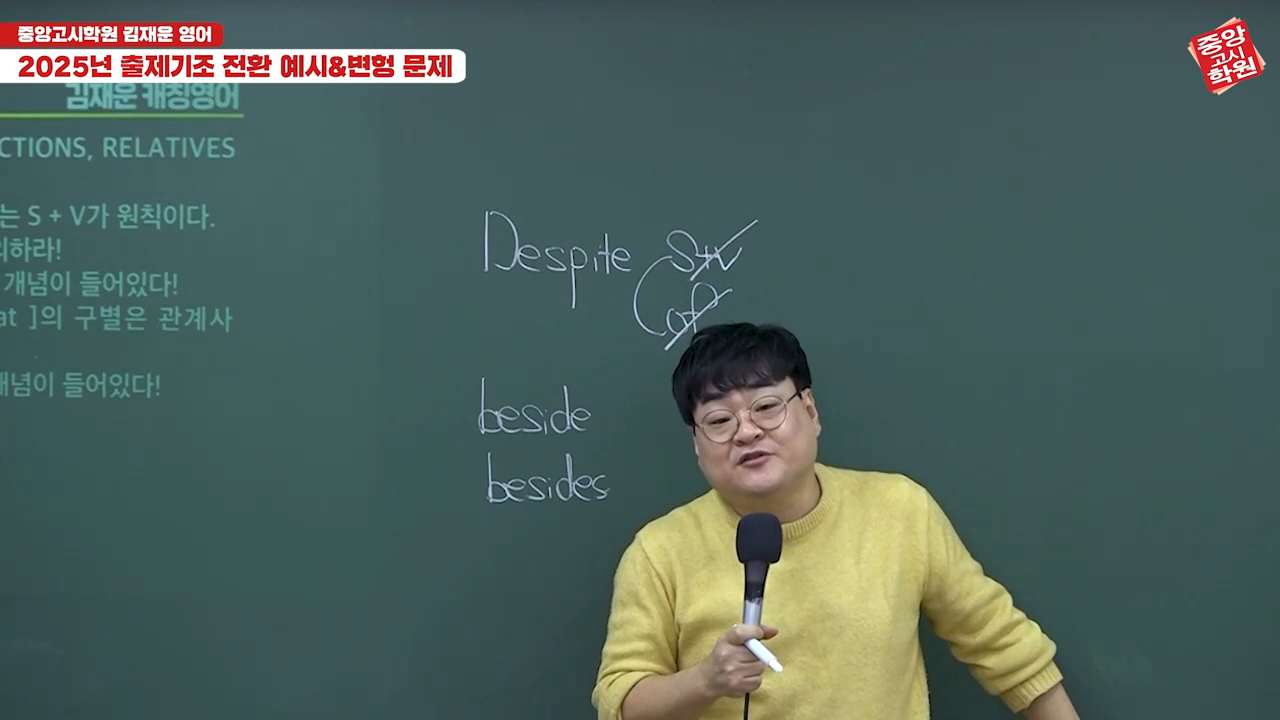 중앙고시학원 김재운 영어
2025년 출제기조 전환 예시&변형 문제
중앙
고시
학원
김재운 캐칭영어
CTIONS, RELATIVES
는 S + V가 원칙이다.
의하라!
개념이 들어있다!
at ]의 구별은 관계사
개념이 들어있다!
Despite S+V
of
beside
besides